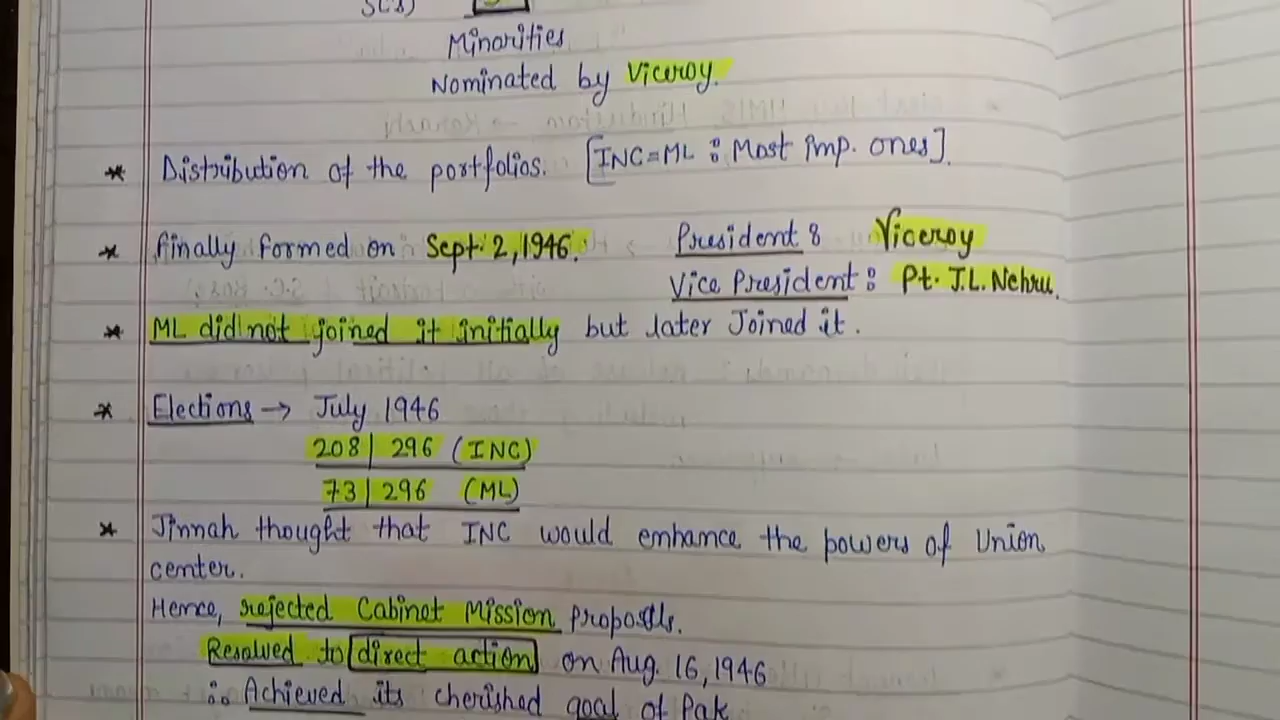 Minorities
Nominated by Viceroy.
* Distribution of the portfolios. [INC=ML : Most imp. ones].
* finally formed on Sept. 2, 1946. President : Viceroy
Vice President : Pt. J.L. Nehru.
* ML did not joined it initially but later Joined it.
* Elections → July 1946
208 | 296 (INC)
73 | 296 (ML)
* Jinnah thought that INC would enhance the powers of Union
center.
Hence, rejected Cabinet Mission proposals.
Resolved to direct action on Aug. 16, 1946
∴ Achieved its cherished goal of Pak